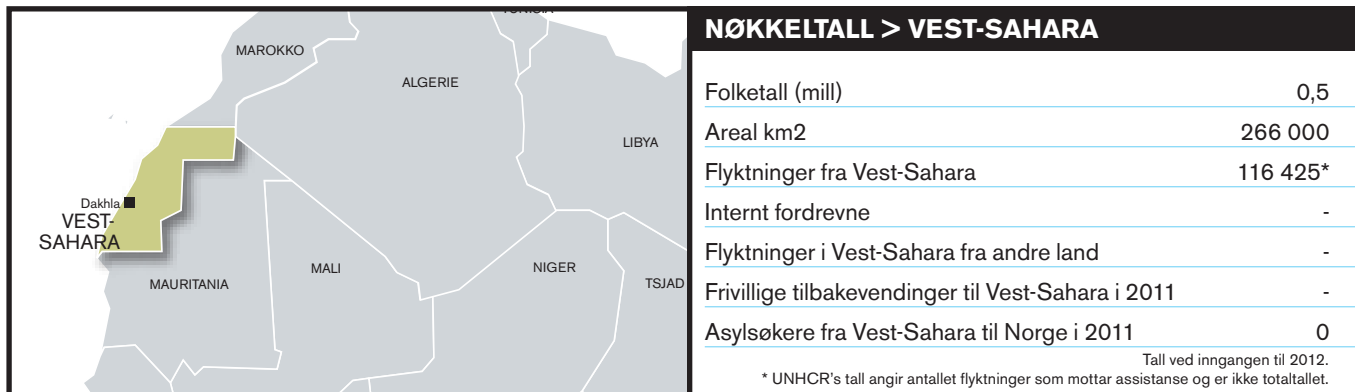 TUNISIA
MAROKKO
ALGERIE
LIBYA
Dakhla
VEST-
SAHARA
MAURITANIA
MALI
NIGER
TSJAD
NØKKELTALL > VEST-SAHARA
Folketall (mill) 0,5
Areal km2 266 000
Flyktninger fra Vest-Sahara 116 425*
Internt fordrevne -
Flyktninger i Vest-Sahara fra andre land -
Frivillige tilbakevendinger til Vest-Sahara i 2011 -
Asylsøkere fra Vest-Sahara til Norge i 2011 0
Tall ved inngangen til 2012.
* UNHCR's tall angir antallet flyktninger som mottar assistanse og er ikke totaltallet.